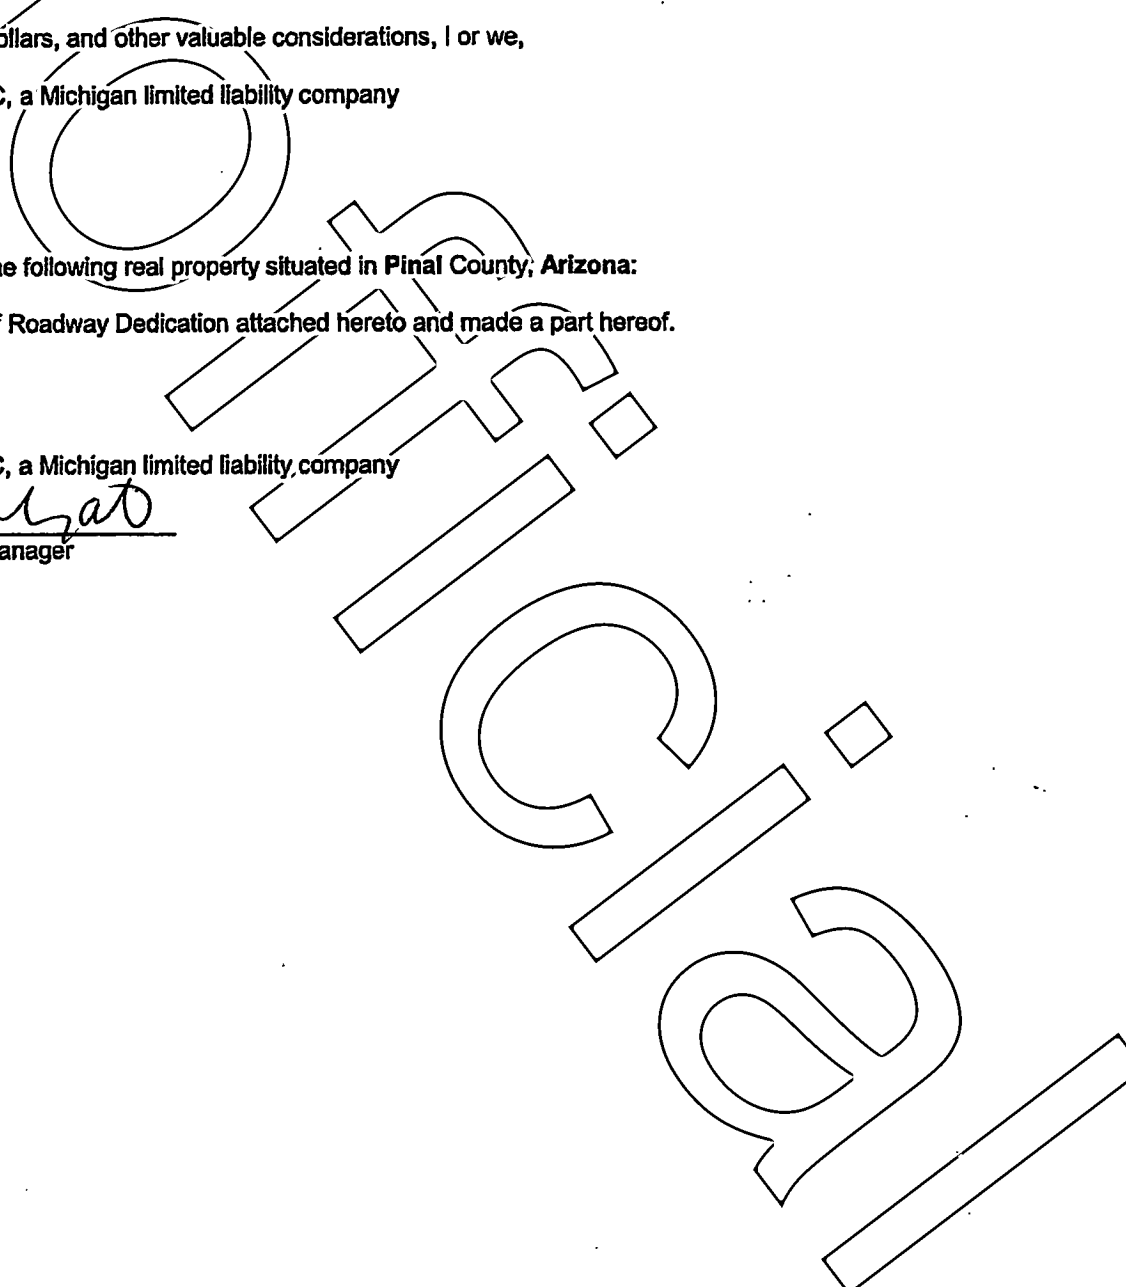 ollars, and other valuable considerations, I or we,
C, a Michigan limited liability company
e following real property situated in Pinal County, Arizona:
Roadway Dedication attached hereto and made a part hereof.
C, a Michigan limited liability company
anager
official